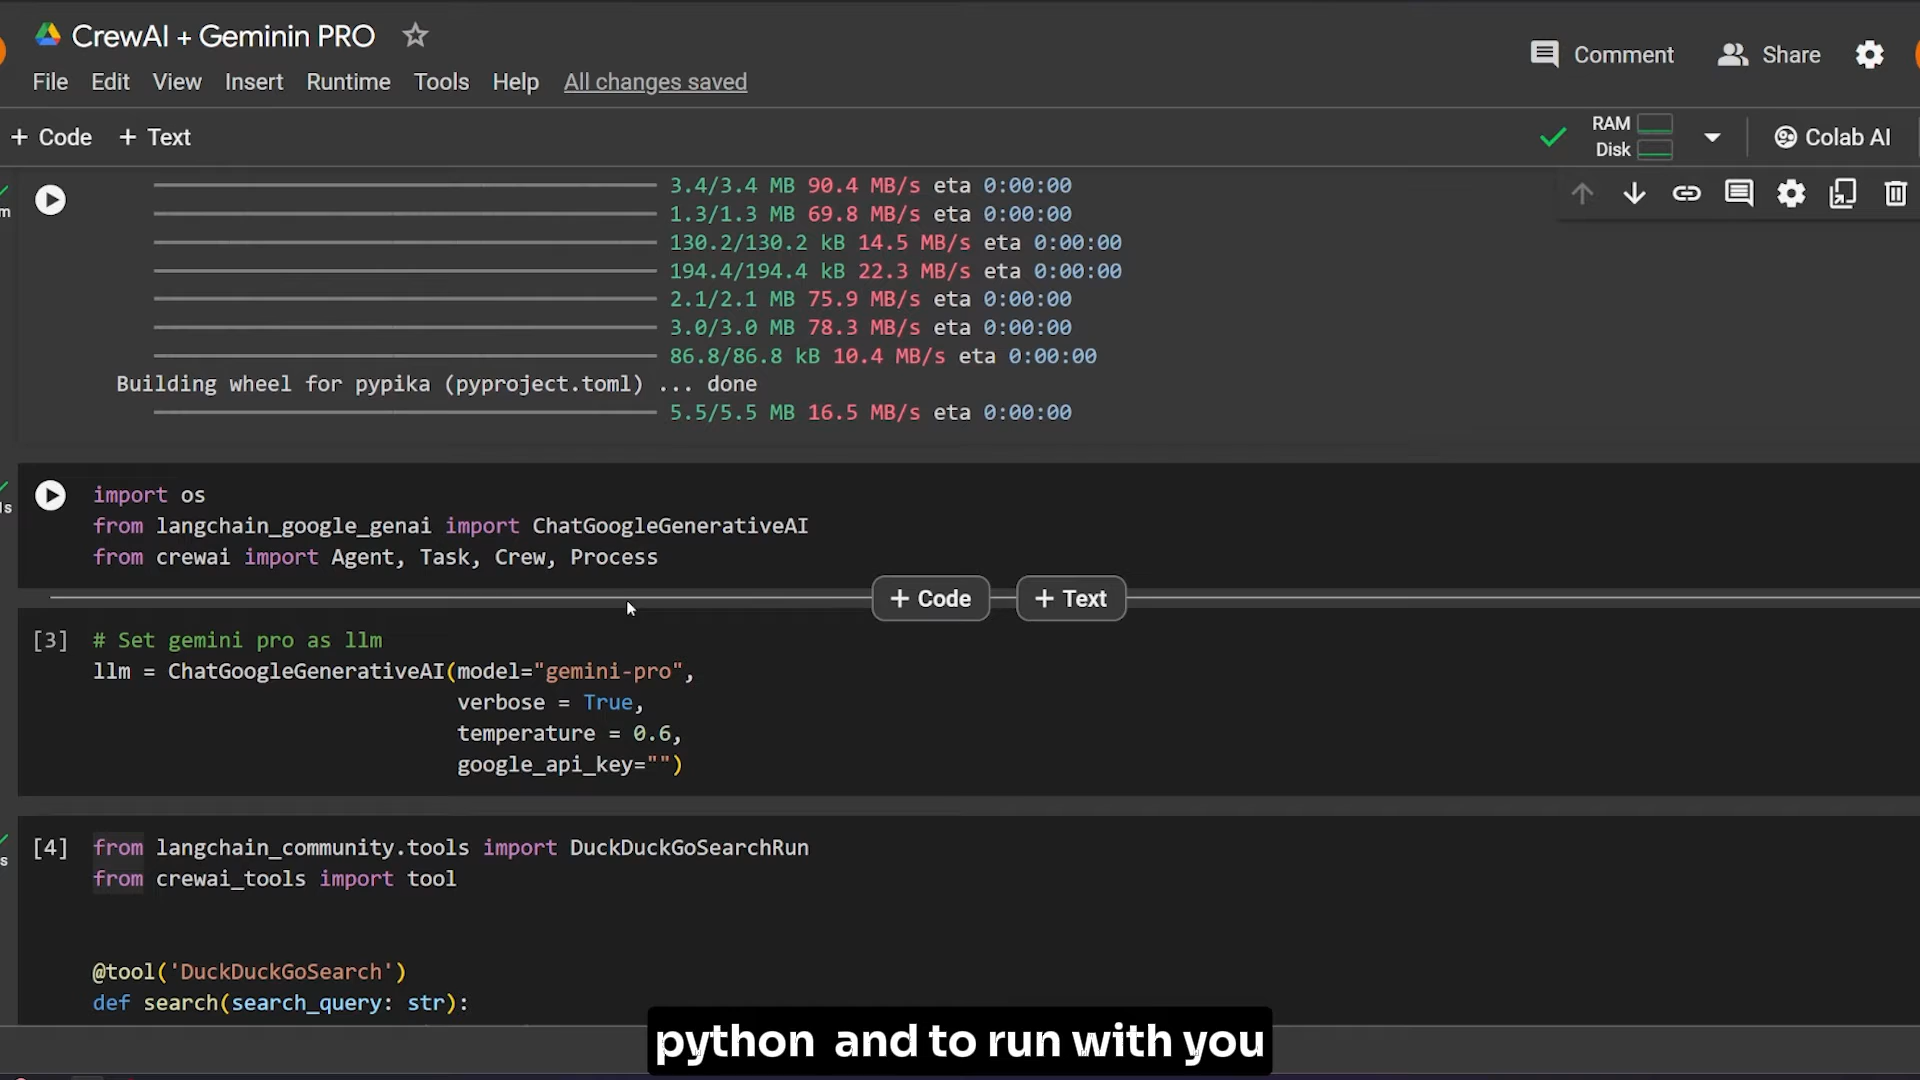 CrewAI + Geminin PRO
Comment
Share
File Edit View Insert Runtime Tools Help All changes saved
+ Code + Text
RAM
Disk
Colab AI
3.4/3.4 MB 90.4 MB/s eta 0:00:00
1.3/1.3 MB 69.8 MB/s eta 0:00:00
130.2/130.2 kB 14.5 MB/s eta 0:00:00
194.4/194.4 kB 22.3 MB/s eta 0:00:00
2.1/2.1 MB 75.9 MB/s eta 0:00:00
3.0/3.0 MB 78.3 MB/s eta 0:00:00
86.8/86.8 kB 10.4 MB/s eta 0:00:00
Building wheel for pypika (pyproject.toml) ... done
5.5/5.5 MB 16.5 MB/s eta 0:00:00
import os
from langchain_google_genai import ChatGoogleGenerativeAI
from crewai import Agent, Task, Crew, Process
+ Code + Text
[3] # Set gemini pro as llm
llm = ChatGoogleGenerativeAI(model="gemini-pro",
verbose = True,
temperature = 0.6,
google_api_key="")
[4] from langchain_community.tools import DuckDuckGoSearchRun
from crewai_tools import tool
@tool('DuckDuckGoSearch')
def search(search_query: str):
python and to run with you